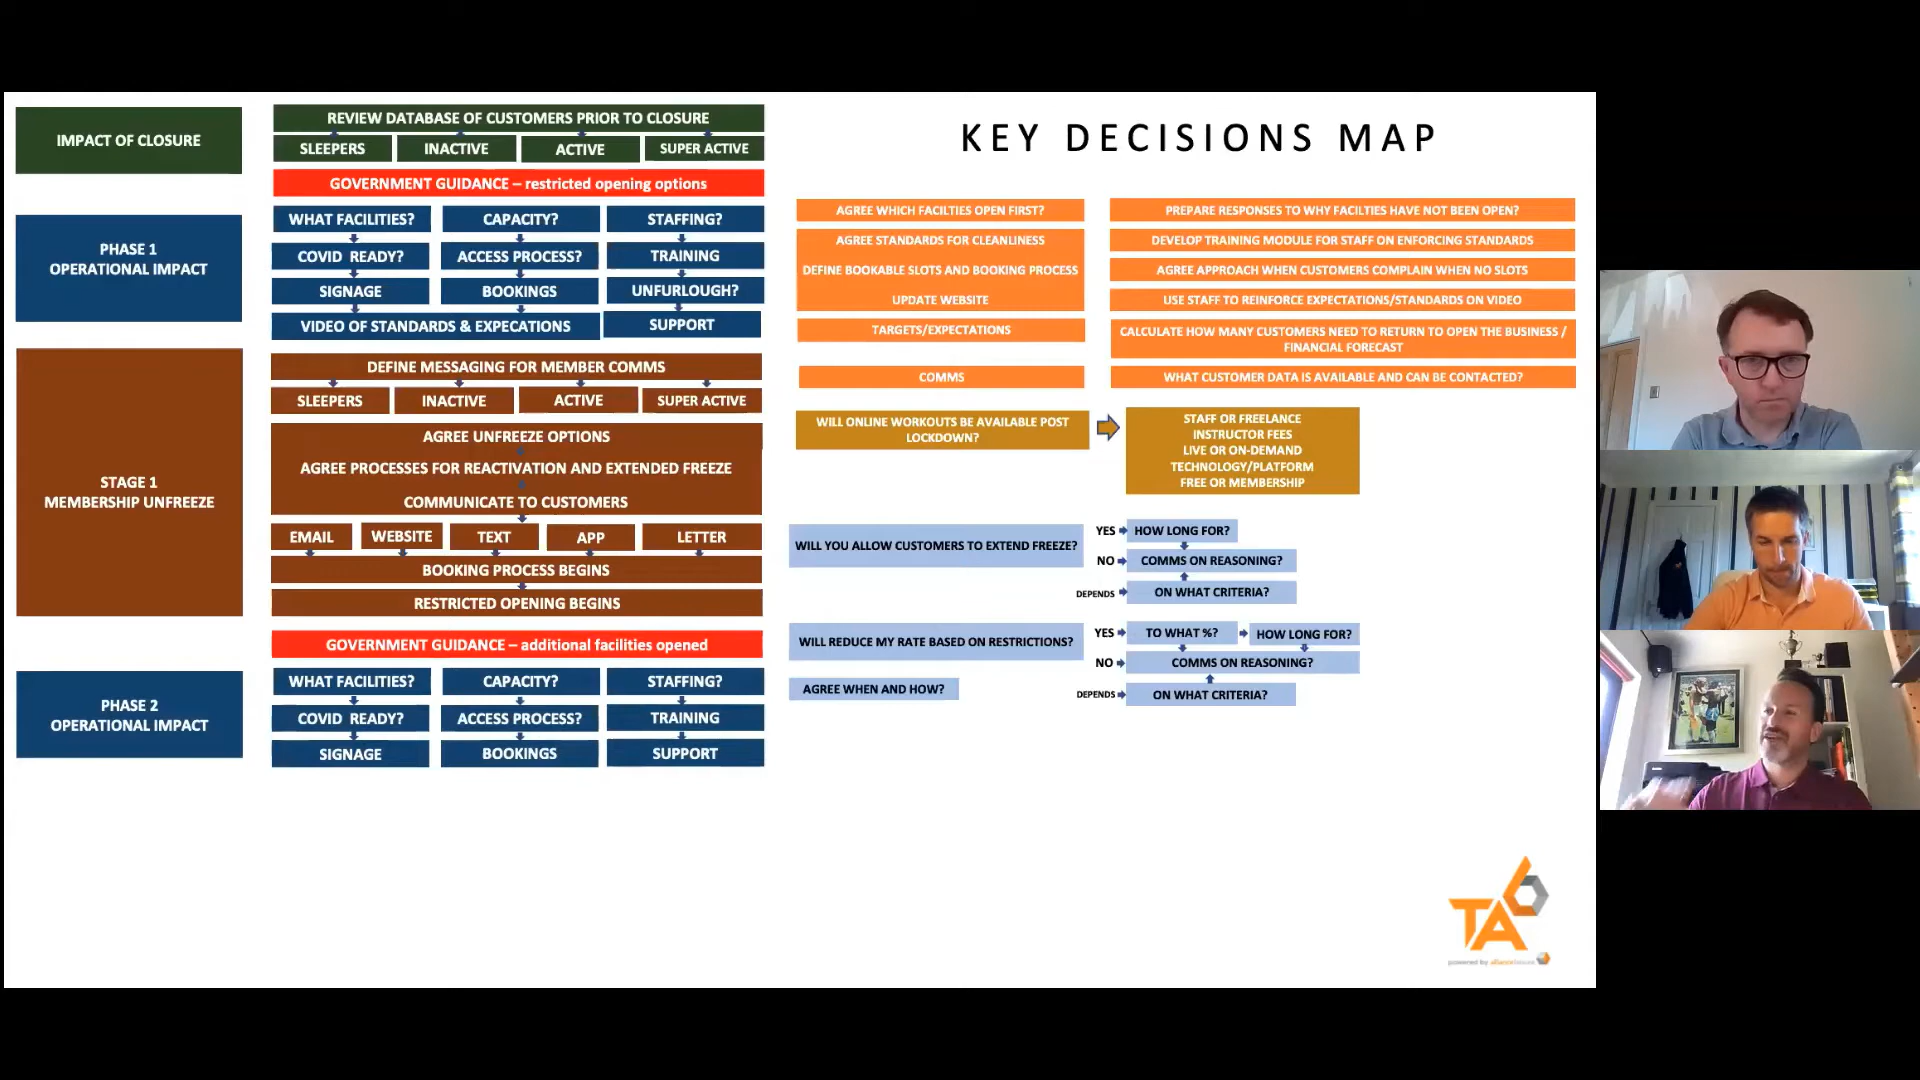 IMPACT OF CLOSURE
REVIEW DATABASE OF CUSTOMERS PRIOR TO CLOSURE
SLEEPERS
INACTIVE
ACTIVE
SUPER ACTIVE
GOVERNMENT GUIDANCE – restricted opening options
PHASE 1
OPERATIONAL IMPACT
WHAT FACILITIES?
CAPACITY?
STAFFING?
COVID READY?
ACCESS PROCESS?
TRAINING
SIGNAGE
BOOKINGS
UNFURLOUGH?
VIDEO OF STANDARDS & EXPECATIONS
SUPPORT
STAGE 1
MEMBERSHIP UNFREEZE
DEFINE MESSAGING FOR MEMBER COMMS
SLEEPERS
INACTIVE
ACTIVE
SUPER ACTIVE
AGREE UNFREEZE OPTIONS
AGREE PROCESSES FOR REACTIVATION AND EXTENDED FREEZE
COMMUNICATE TO CUSTOMERS
EMAIL
WEBSITE
TEXT
APP
LETTER
BOOKING PROCESS BEGINS
RESTRICTED OPENING BEGINS
GOVERNMENT GUIDANCE – additional facilities opened
PHASE 2
OPERATIONAL IMPACT
WHAT FACILITIES?
CAPACITY?
STAFFING?
COVID READY?
ACCESS PROCESS?
TRAINING
SIGNAGE
BOOKINGS
SUPPORT
KEY DECISIONS MAP
AGREE WHICH FACILTIES OPEN FIRST?
PREPARE RESPONSES TO WHY FACILTIES HAVE NOT BEEN OPEN?
AGREE STANDARDS FOR CLEANLINESS
DEVELOP TRAINING MODULE FOR STAFF ON ENFORCING STANDARDS
DEFINE BOOKABLE SLOTS AND BOOKING PROCESS
AGREE APPROACH WHEN CUSTOMERS COMPLAIN WHEN NO SLOTS
UPDATE WEBSITE
USE STAFF TO REINFORCE EXPECTATIONS/STANDARDS ON VIDEO
TARGETS/EXPECTATIONS
CALCULATE HOW MANY CUSTOMERS NEED TO RETURN TO OPEN THE BUSINESS /
FINANCIAL FORECAST
COMMS
WHAT CUSTOMER DATA IS AVAILABLE AND CAN BE CONTACTED?
WILL ONLINE WORKOUTS BE AVAILABLE POST
LOCKDOWN?
STAFF OR FREELANCE
INSTRUCTOR FEES
LIVE OR ON-DEMAND
TECHNOLOGY/PLATFORM
FREE OR MEMBERSHIP
WILL YOU ALLOW CUSTOMERS TO EXTEND FREEZE?
YES
HOW LONG FOR?
NO
COMMS ON REASONING?
DEPENDS
ON WHAT CRITERIA?
WILL REDUCE MY RATE BASED ON RESTRICTIONS?
YES
TO WHAT %?
HOW LONG FOR?
NO
COMMS ON REASONING?
AGREE WHEN AND HOW?
DEPENDS
ON WHAT CRITERIA?
TA6
powered by